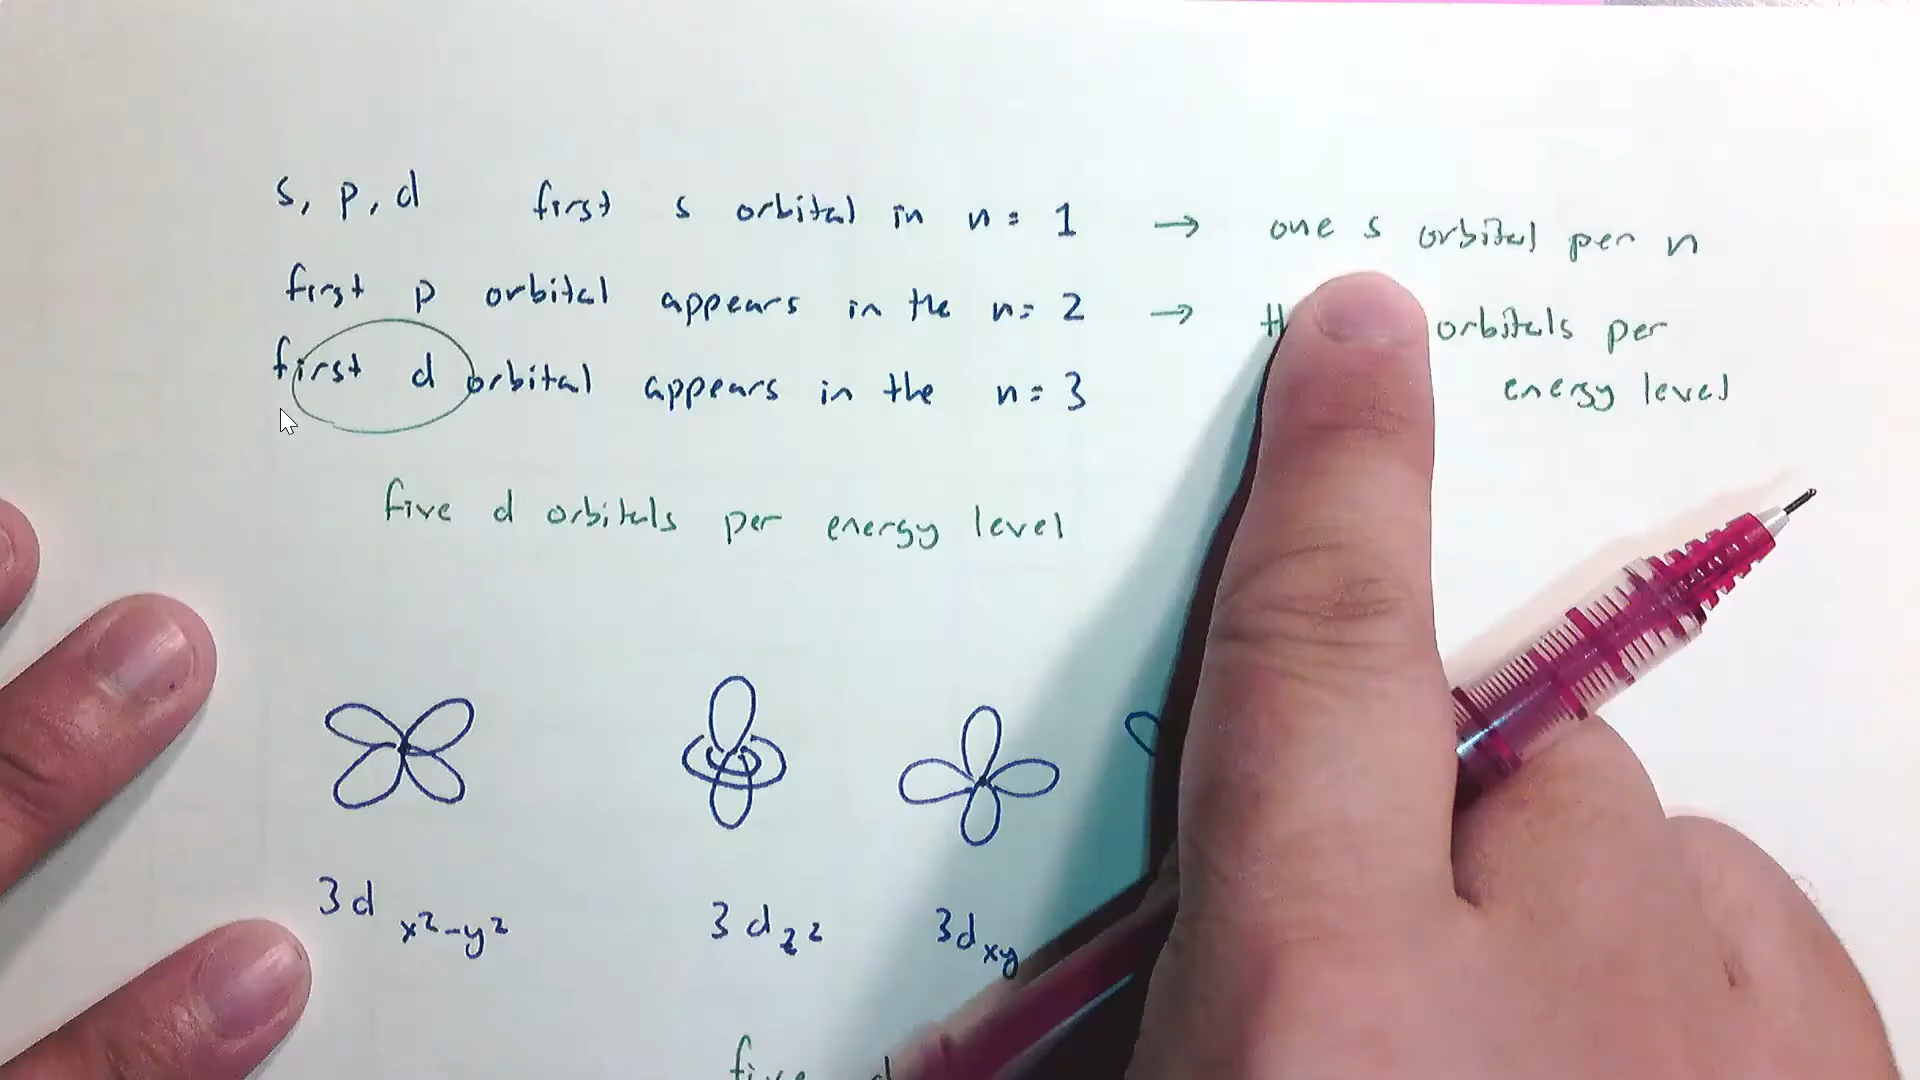 s, p, d first s orbital in n = 1 → one s orbital per n
first p orbital appears in the n = 2 → orbitals per
energy level
first d orbital appears in the n = 3
five d orbitals per energy level
3d x²-y² 3d z² 3d xy
five d